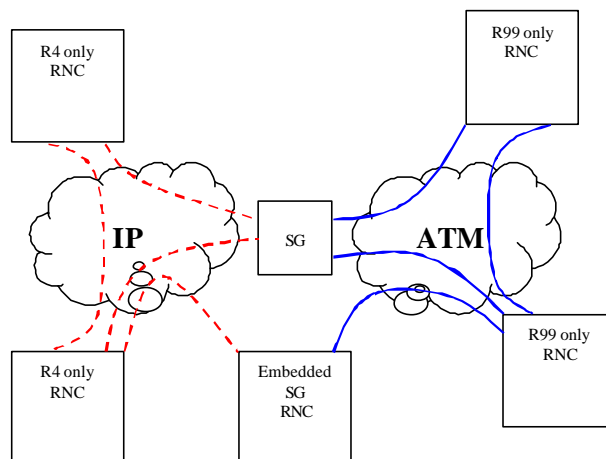 R4 only
RNC
R99 only
RNC
IP
SG
ATM
R4 only
RNC
Embedded
SG
RNC
R99 only
RNC